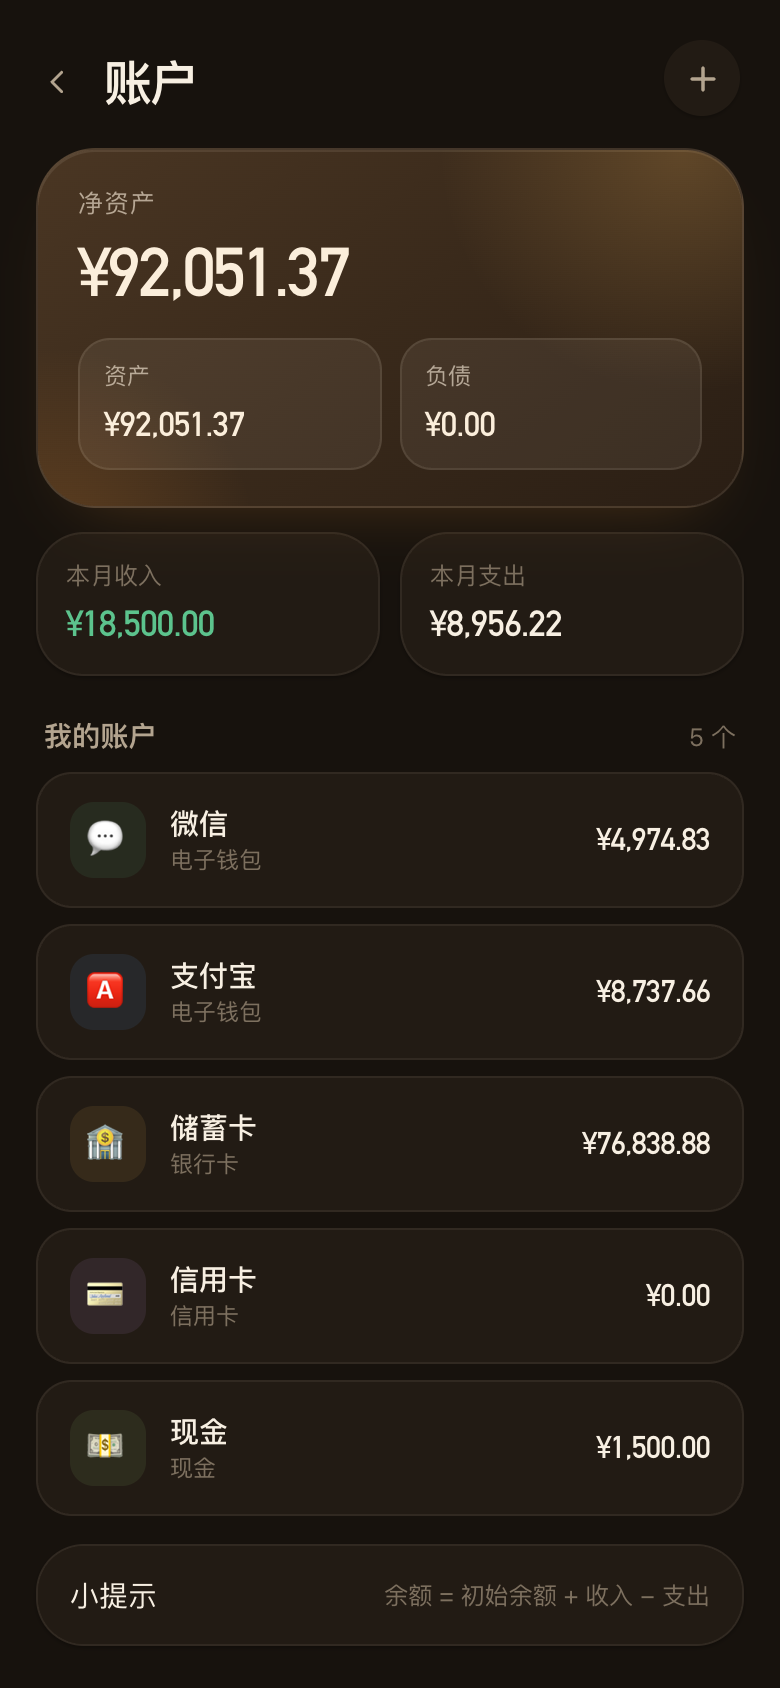 账户
净资产
¥92,051.37
资产
¥92,051.37
负债
¥0.00
本月收入
¥18,500.00
本月支出
¥8,956.22
我的账户
5 个
微信
电子钱包
¥4,974.83
A
支付宝
电子钱包
¥8,737.66
储蓄卡
银行卡
¥76,838.88
信用卡
信用卡
¥0.00
现金
现金
¥1,500.00
小提示
余额 = 初始余额 + 收入 − 支出